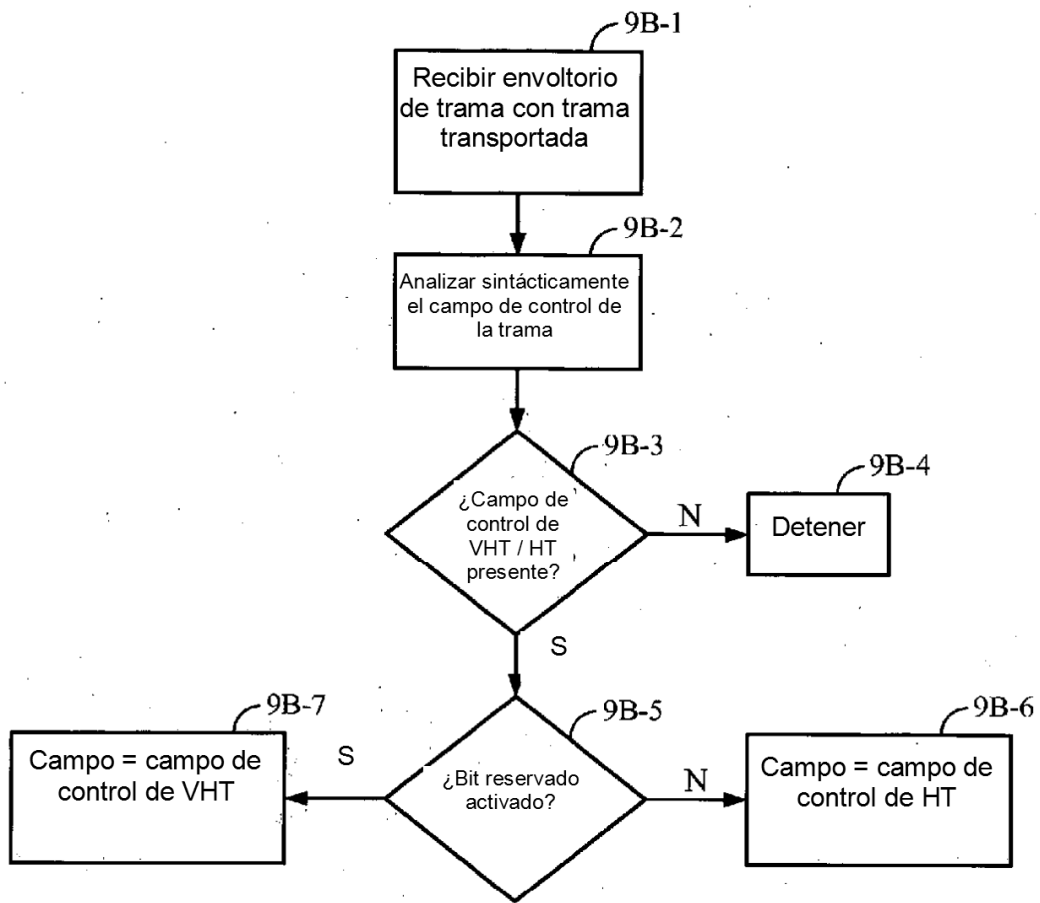 9B-1
Recibir envoltorio
de trama con trama
transportada
9B-2
Analizar sintácticamente
el campo de control de
la trama
9B-3
¿Campo de
control de
VHT / HT
presente?
N
9B-4
Detener
S
9B-5
¿Bit reservado
activado?
S
9B-7
Campo = campo de
control de VHT
N
9B-6
Campo = campo de
control de HT